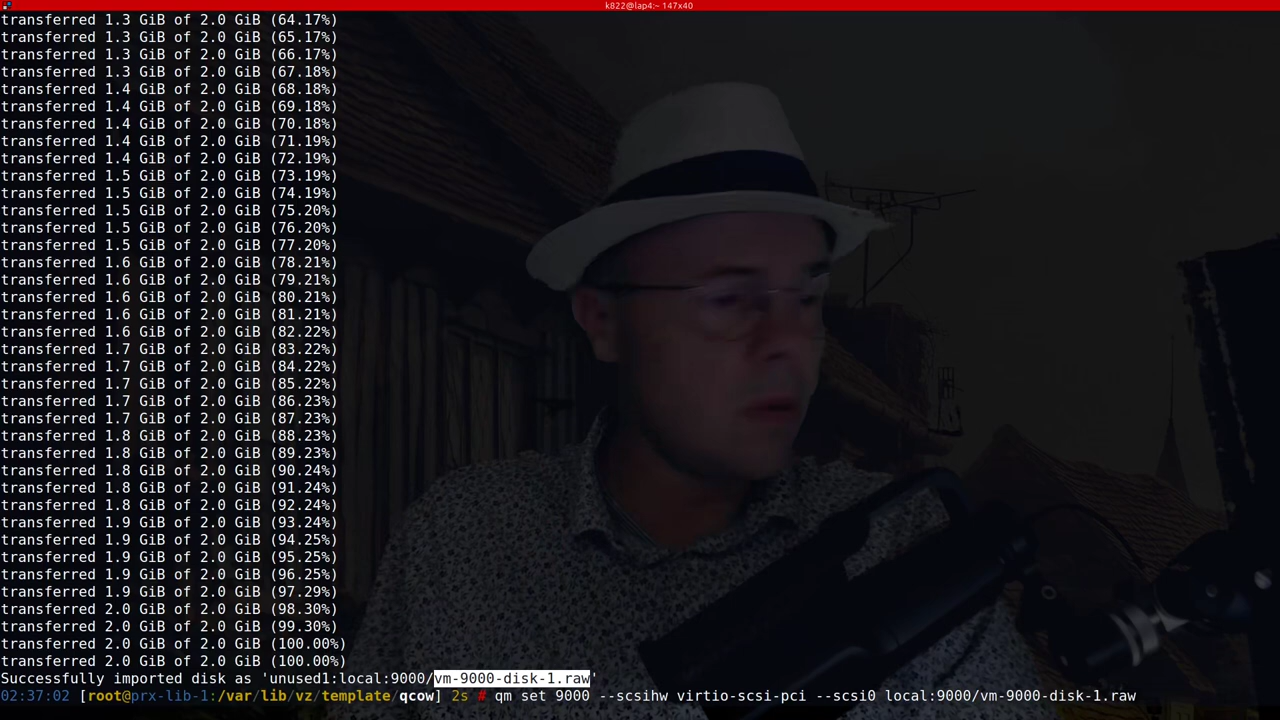 k822@lap4:~ 147x40
transferred 1.3 GiB of 2.0 GiB (64.17%)
transferred 1.3 GiB of 2.0 GiB (65.17%)
transferred 1.3 GiB of 2.0 GiB (66.17%)
transferred 1.3 GiB of 2.0 GiB (67.18%)
transferred 1.4 GiB of 2.0 GiB (68.18%)
transferred 1.4 GiB of 2.0 GiB (69.18%)
transferred 1.4 GiB of 2.0 GiB (70.18%)
transferred 1.4 GiB of 2.0 GiB (71.19%)
transferred 1.4 GiB of 2.0 GiB (72.19%)
transferred 1.5 GiB of 2.0 GiB (73.19%)
transferred 1.5 GiB of 2.0 GiB (74.19%)
transferred 1.5 GiB of 2.0 GiB (75.20%)
transferred 1.5 GiB of 2.0 GiB (76.20%)
transferred 1.5 GiB of 2.0 GiB (77.20%)
transferred 1.6 GiB of 2.0 GiB (78.21%)
transferred 1.6 GiB of 2.0 GiB (79.21%)
transferred 1.6 GiB of 2.0 GiB (80.21%)
transferred 1.6 GiB of 2.0 GiB (81.21%)
transferred 1.6 GiB of 2.0 GiB (82.22%)
transferred 1.7 GiB of 2.0 GiB (83.22%)
transferred 1.7 GiB of 2.0 GiB (84.22%)
transferred 1.7 GiB of 2.0 GiB (85.22%)
transferred 1.7 GiB of 2.0 GiB (86.23%)
transferred 1.7 GiB of 2.0 GiB (87.23%)
transferred 1.8 GiB of 2.0 GiB (88.23%)
transferred 1.8 GiB of 2.0 GiB (89.23%)
transferred 1.8 GiB of 2.0 GiB (90.24%)
transferred 1.8 GiB of 2.0 GiB (91.24%)
transferred 1.8 GiB of 2.0 GiB (92.24%)
transferred 1.9 GiB of 2.0 GiB (93.24%)
transferred 1.9 GiB of 2.0 GiB (94.25%)
transferred 1.9 GiB of 2.0 GiB (95.25%)
transferred 1.9 GiB of 2.0 GiB (96.25%)
transferred 1.9 GiB of 2.0 GiB (97.29%)
transferred 2.0 GiB of 2.0 GiB (98.30%)
transferred 2.0 GiB of 2.0 GiB (99.30%)
transferred 2.0 GiB of 2.0 GiB (100.00%)
transferred 2.0 GiB of 2.0 GiB (100.00%)
Successfully imported disk as 'unused1:local:9000/vm-9000-disk-1.raw'
02:37:02 [root@prx-lib-1:/var/lib/vz/template/qcow] 2s # qm set 9000 --scsihw virtio-scsi-pci --scsi0 local:9000/vm-9000-disk-1.raw